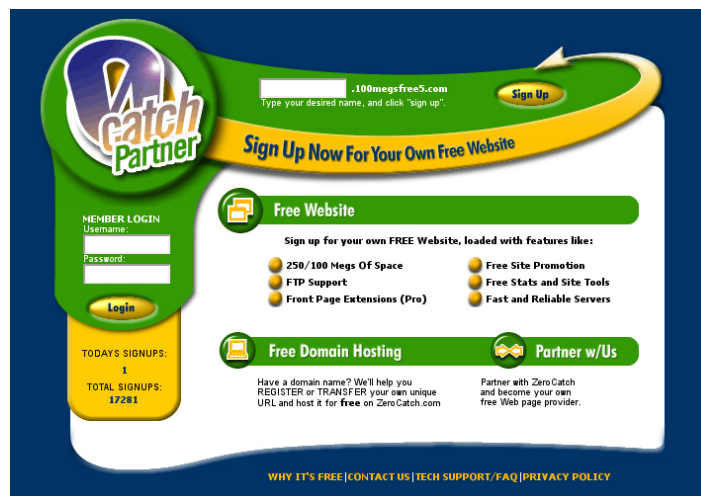 .100megsfree5.com
Type your desired name, and click "sign up".
Sign Up
0catch
Partner
Sign Up Now For Your Own Free Website
MEMBER LOGIN
Username:
Password:
Login
TODAYS SIGNUPS:
1
TOTAL SIGNUPS:
17281
Free Website
Sign up for your own FREE Website, loaded with features like:
250/100 Megs Of Space
FTP Support
Front Page Extensions (Pro)
Free Site Promotion
Free Stats and Site Tools
Fast and Reliable Servers
Free Domain Hosting
Have a domain name? We'll help you
REGISTER or TRANSFER your own unique
URL and host it for free on ZeroCatch.com
Partner w/Us
Partner with ZeroCatch
and become your own
free Web page provider.
WHY IT'S FREE|CONTACT US|TECH SUPPORT/FAQ|PRIVACY POLICY